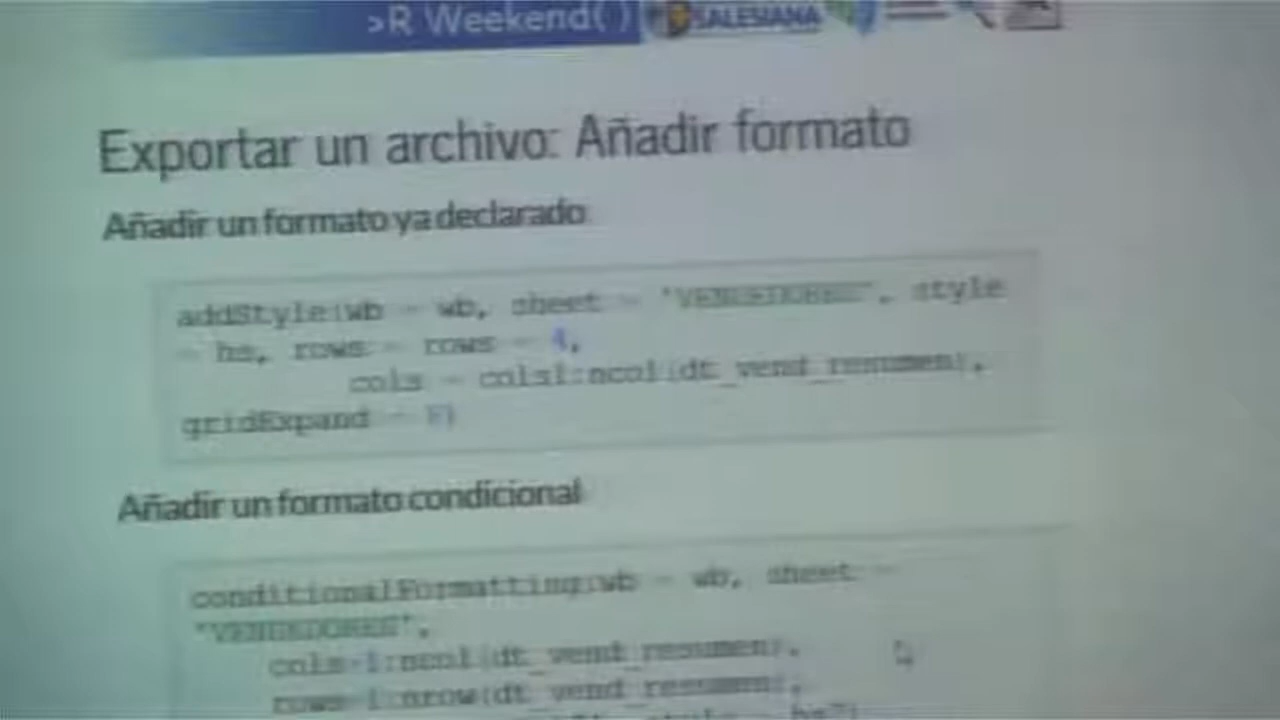 >R Weekend() SALESIANA
Exportar un archivo: Añadir formato
Añadir un formato ya declarado
addStyle(wb = wb, sheet = "VENDEDORES", style
= hs, rows = rows = 4,
cols = cols1:ncol(dt_vend_resumen),
gridExpand =
Añadir un formato condicional
conditionalFormatting(wb = wb, sheet =
"VENDEDORES",
cols=1:ncol(dt_vend_resumen),
rows=1:nrow(dt_vend_resumen),
style = hs2)